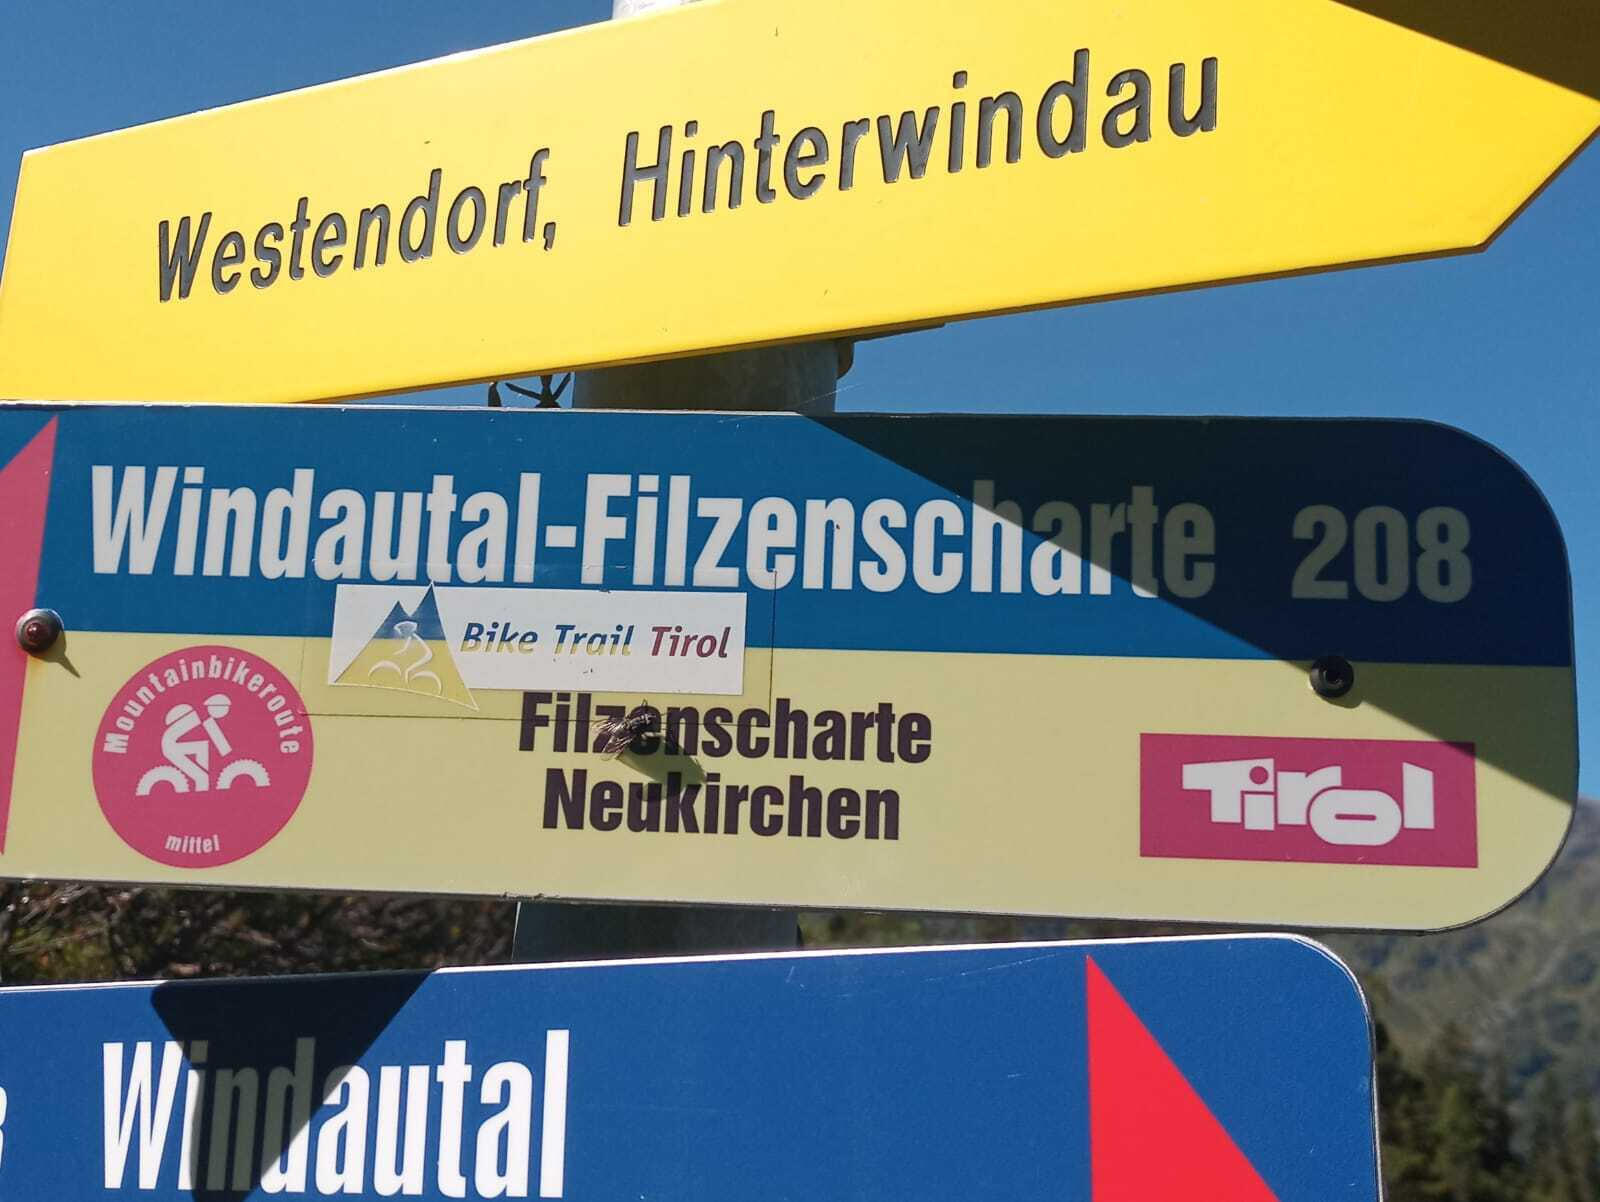 Westendorf, Hinterwindau
Windautal-Filzenscharte 208
Bike Trail Tirol
Mountainbikeroute
mittel
Filzenscharte
Neukirchen
Tirol
Windautal